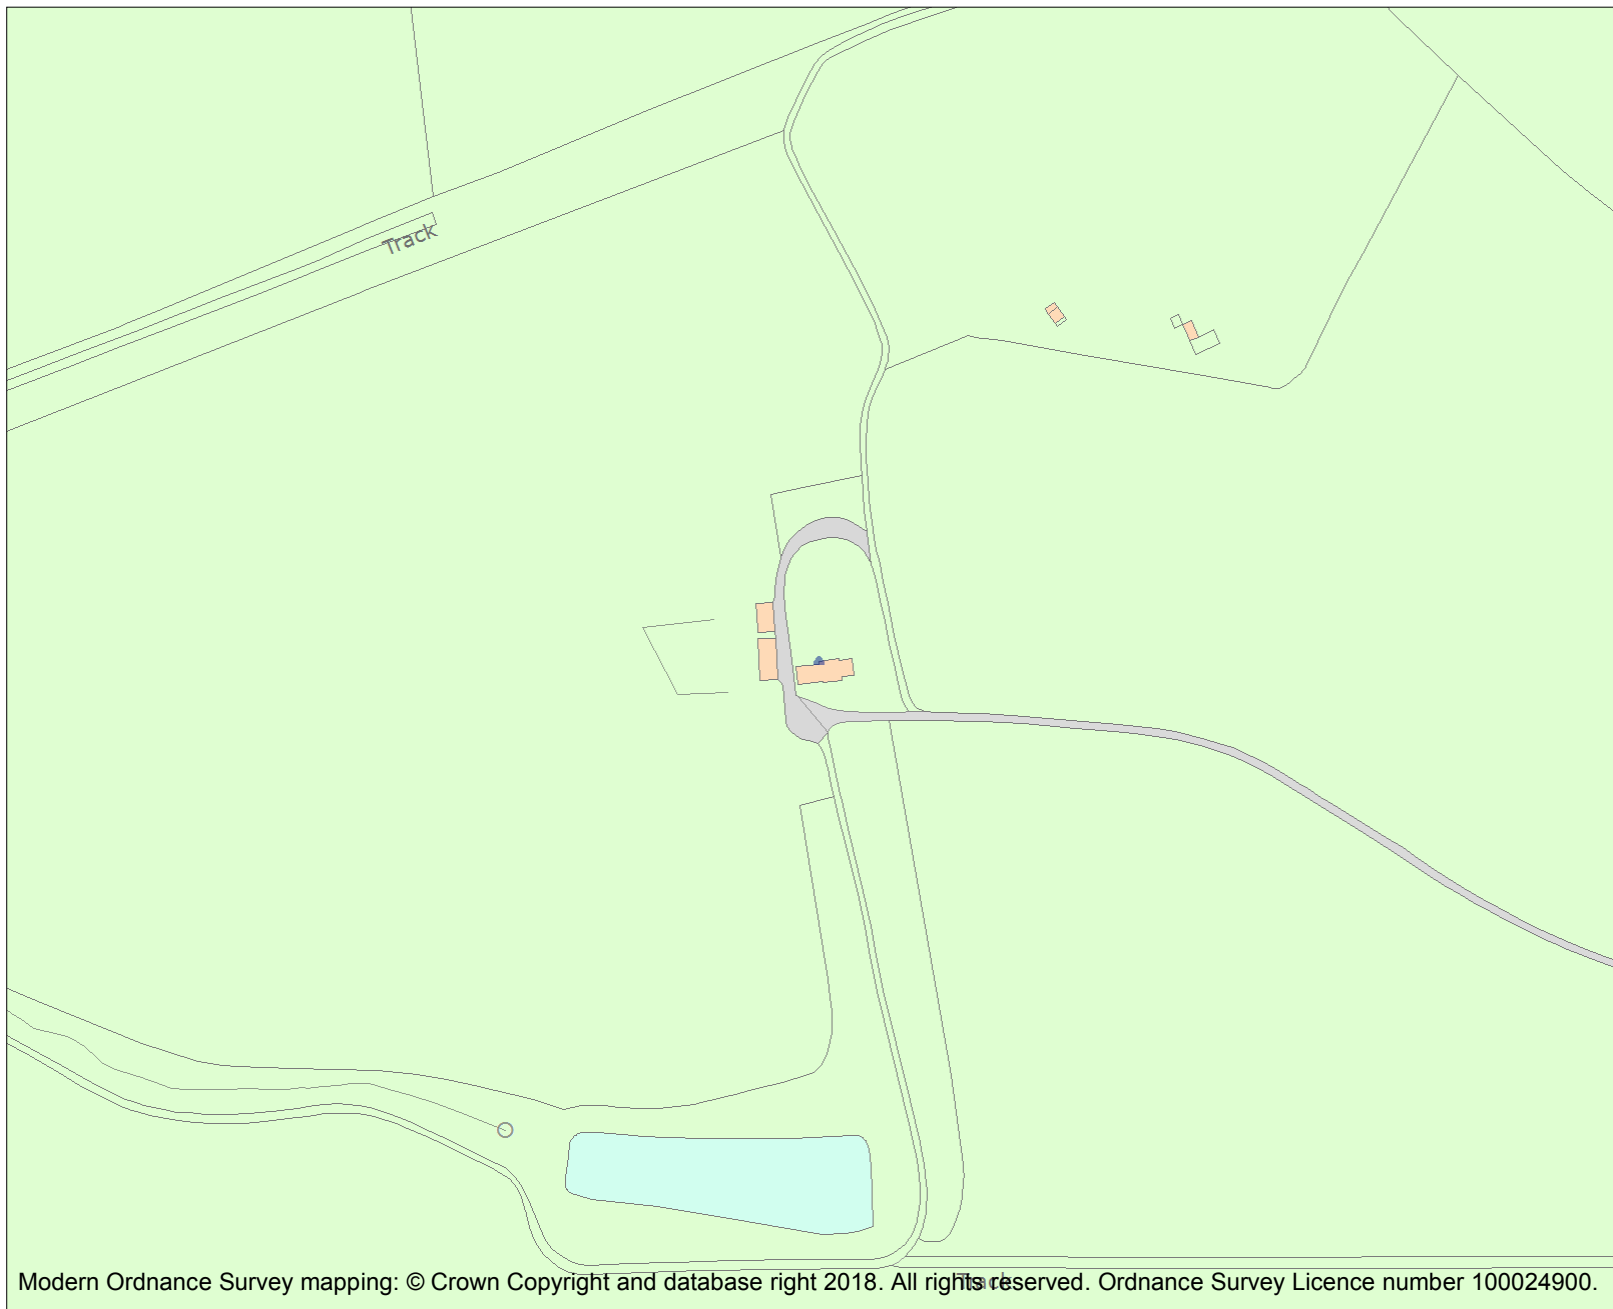 Track
Modern Ordnance Survey mapping: © Crown Copyright and database right 2018. All rights reserved. Ordnance Survey Licence number 100024900.
Track